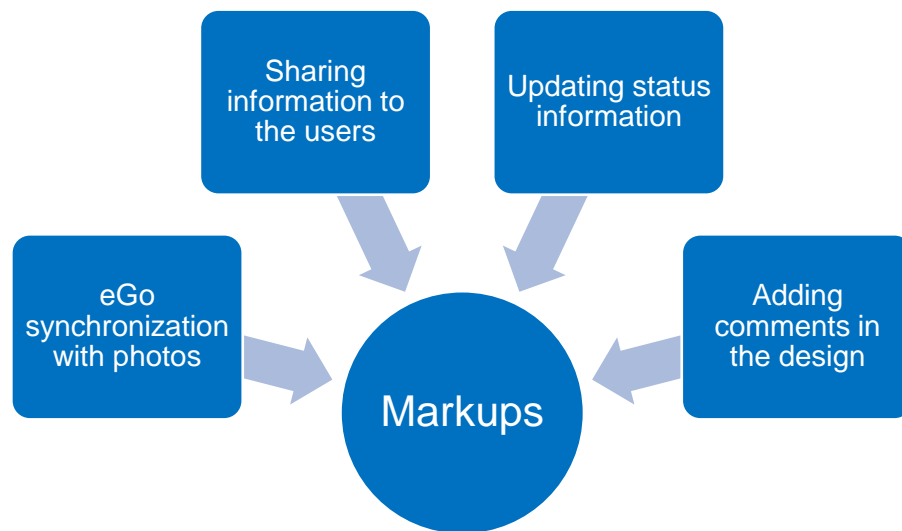 Sharing
information to
the users
Updating status
information
eGo
synchronization
with photos
Adding
comments in
the design
Markups